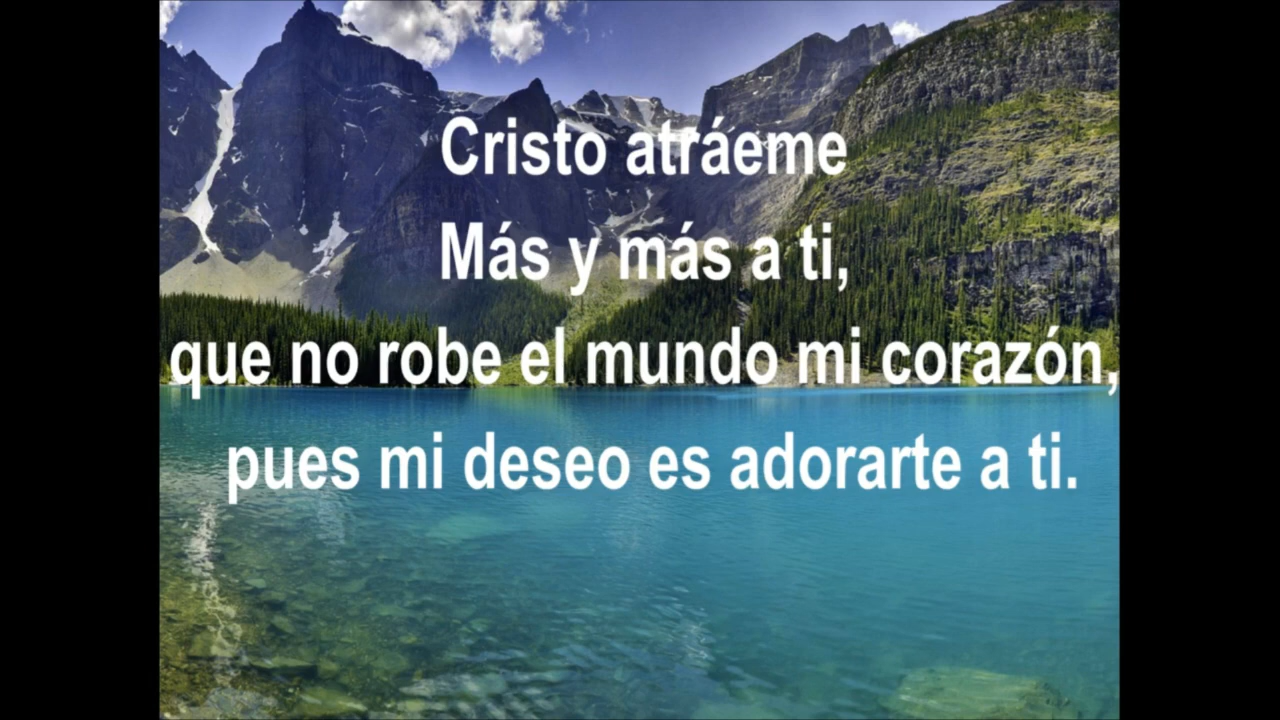 Cristo atráeme
Más y más a ti,
que no robe el mundo mi corazón,
pues mi deseo es adorarte a ti.